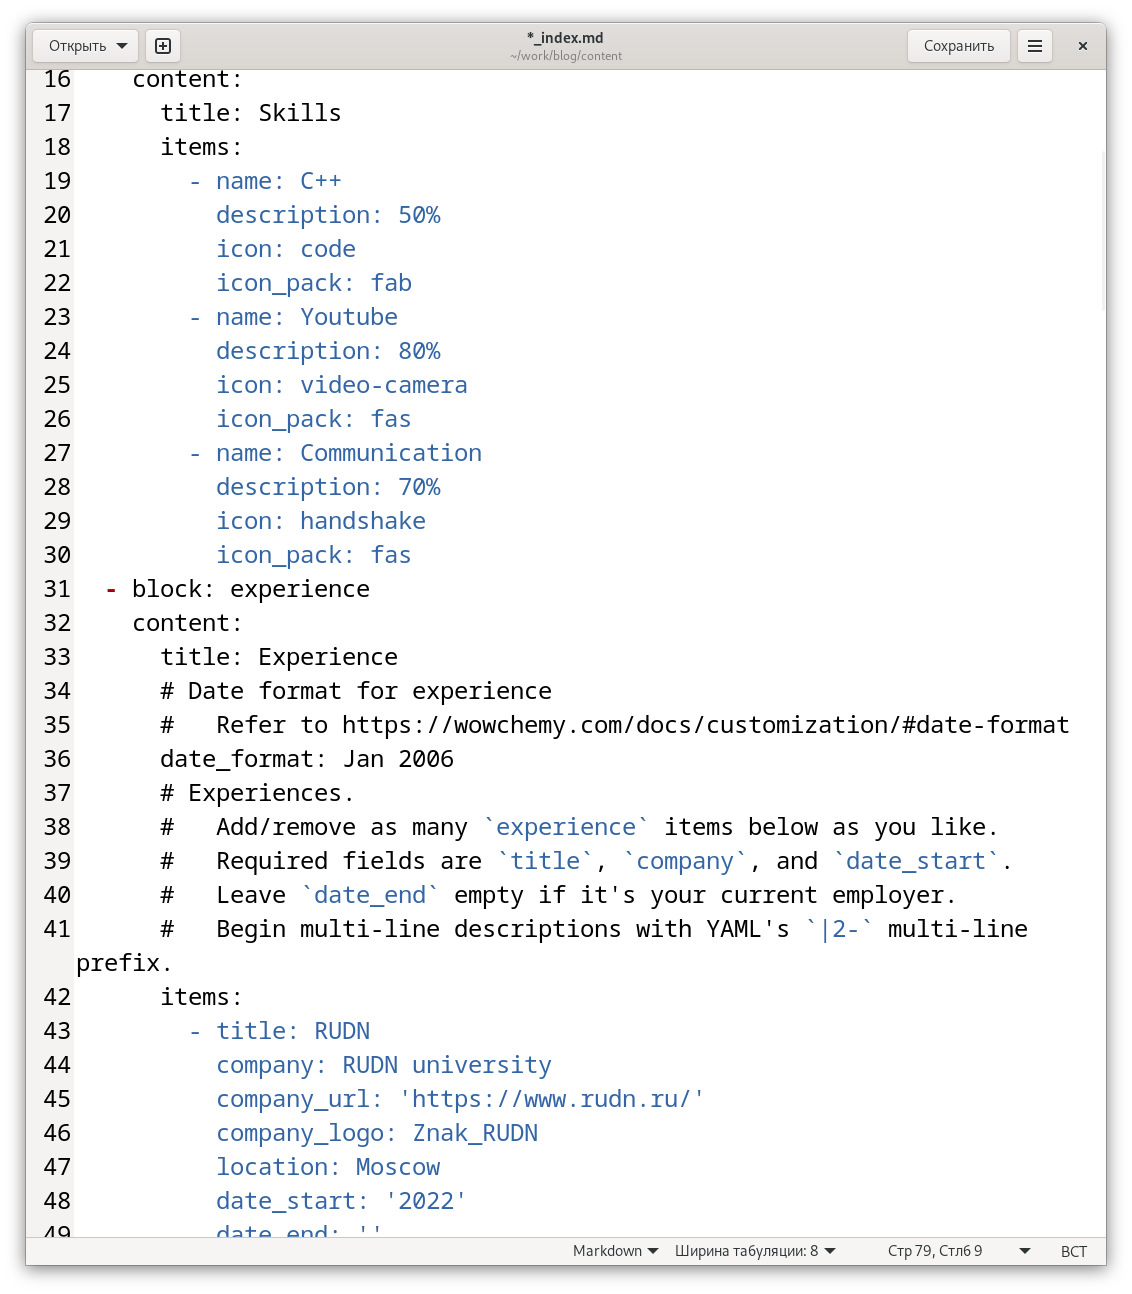 Открыть
*_index.md
~/work/blog/content
Сохранить
16 content:
17 title: Skills
18 items:
19 - name: C++
20 description: 50%
21 icon: code
22 icon_pack: fab
23 - name: Youtube
24 description: 80%
25 icon: video-camera
26 icon_pack: fas
27 - name: Communication
28 description: 70%
29 icon: handshake
30 icon_pack: fas
31 - block: experience
32 content:
33 title: Experience
34 # Date format for experience
35 #   Refer to https://wowchemy.com/docs/customization/#date-format
36 date_format: Jan 2006
37 # Experiences.
38 #   Add/remove as many `experience` items below as you like.
39 #   Required fields are `title`, `company`, and `date_start`.
40 #   Leave `date_end` empty if it's your current employer.
41 #   Begin multi-line descriptions with YAML's `|2-` multi-line
prefix.
42 items:
43 - title: RUDN
44 company: RUDN university
45 company_url: 'https://www.rudn.ru/'
46 company_logo: Znak_RUDN
47 location: Moscow
48 date_start: '2022'
49 date_end: ''
Markdown Ширина табуляции: 8 Стр 79, Стлб 9 ВСТ